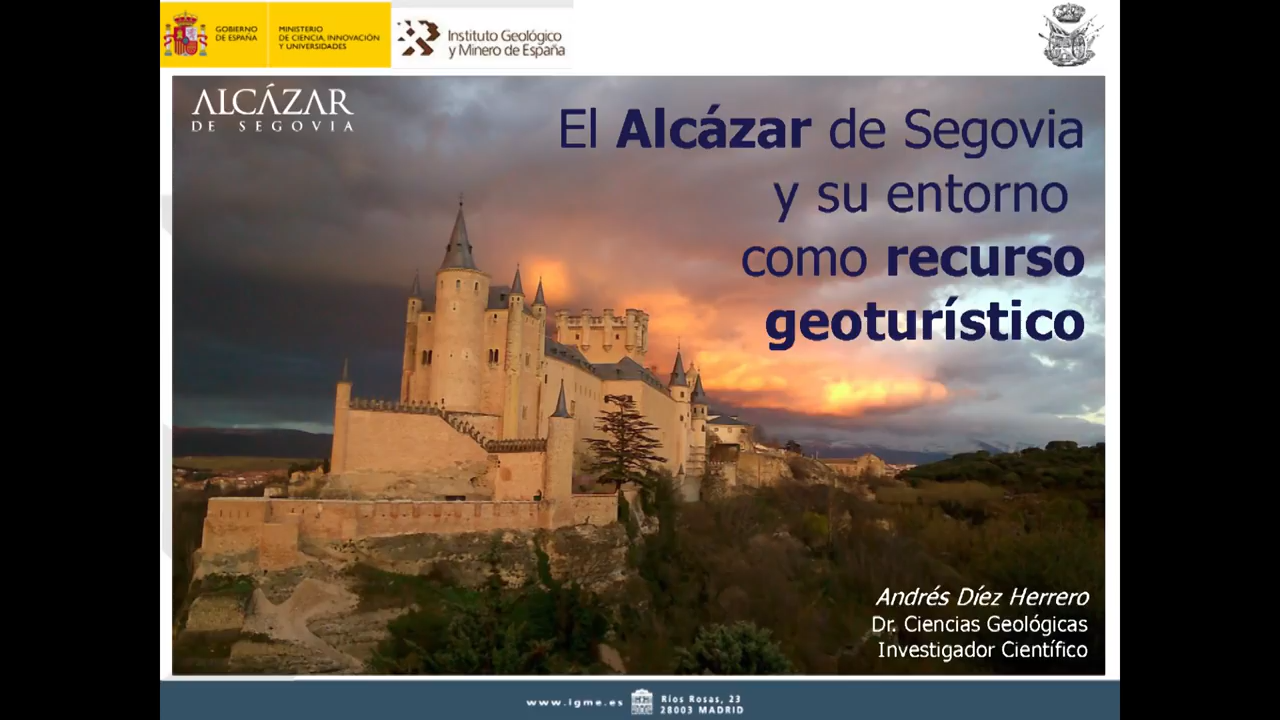 GOBIERNO
DE ESPAÑA
MINISTERIO
DE CIENCIA, INNOVACIÓN
Y UNIVERSIDADES
Instituto Geológico
y Minero de España
ALCÁZAR
DE SEGOVIA
El Alcázar de Segovia
y su entorno
como recurso
geoturístico
Andrés Díez Herrero
Dr. Ciencias Geológicas
Investigador Científico
www.igme.es
Ríos Rosas, 23
28003 MADRID